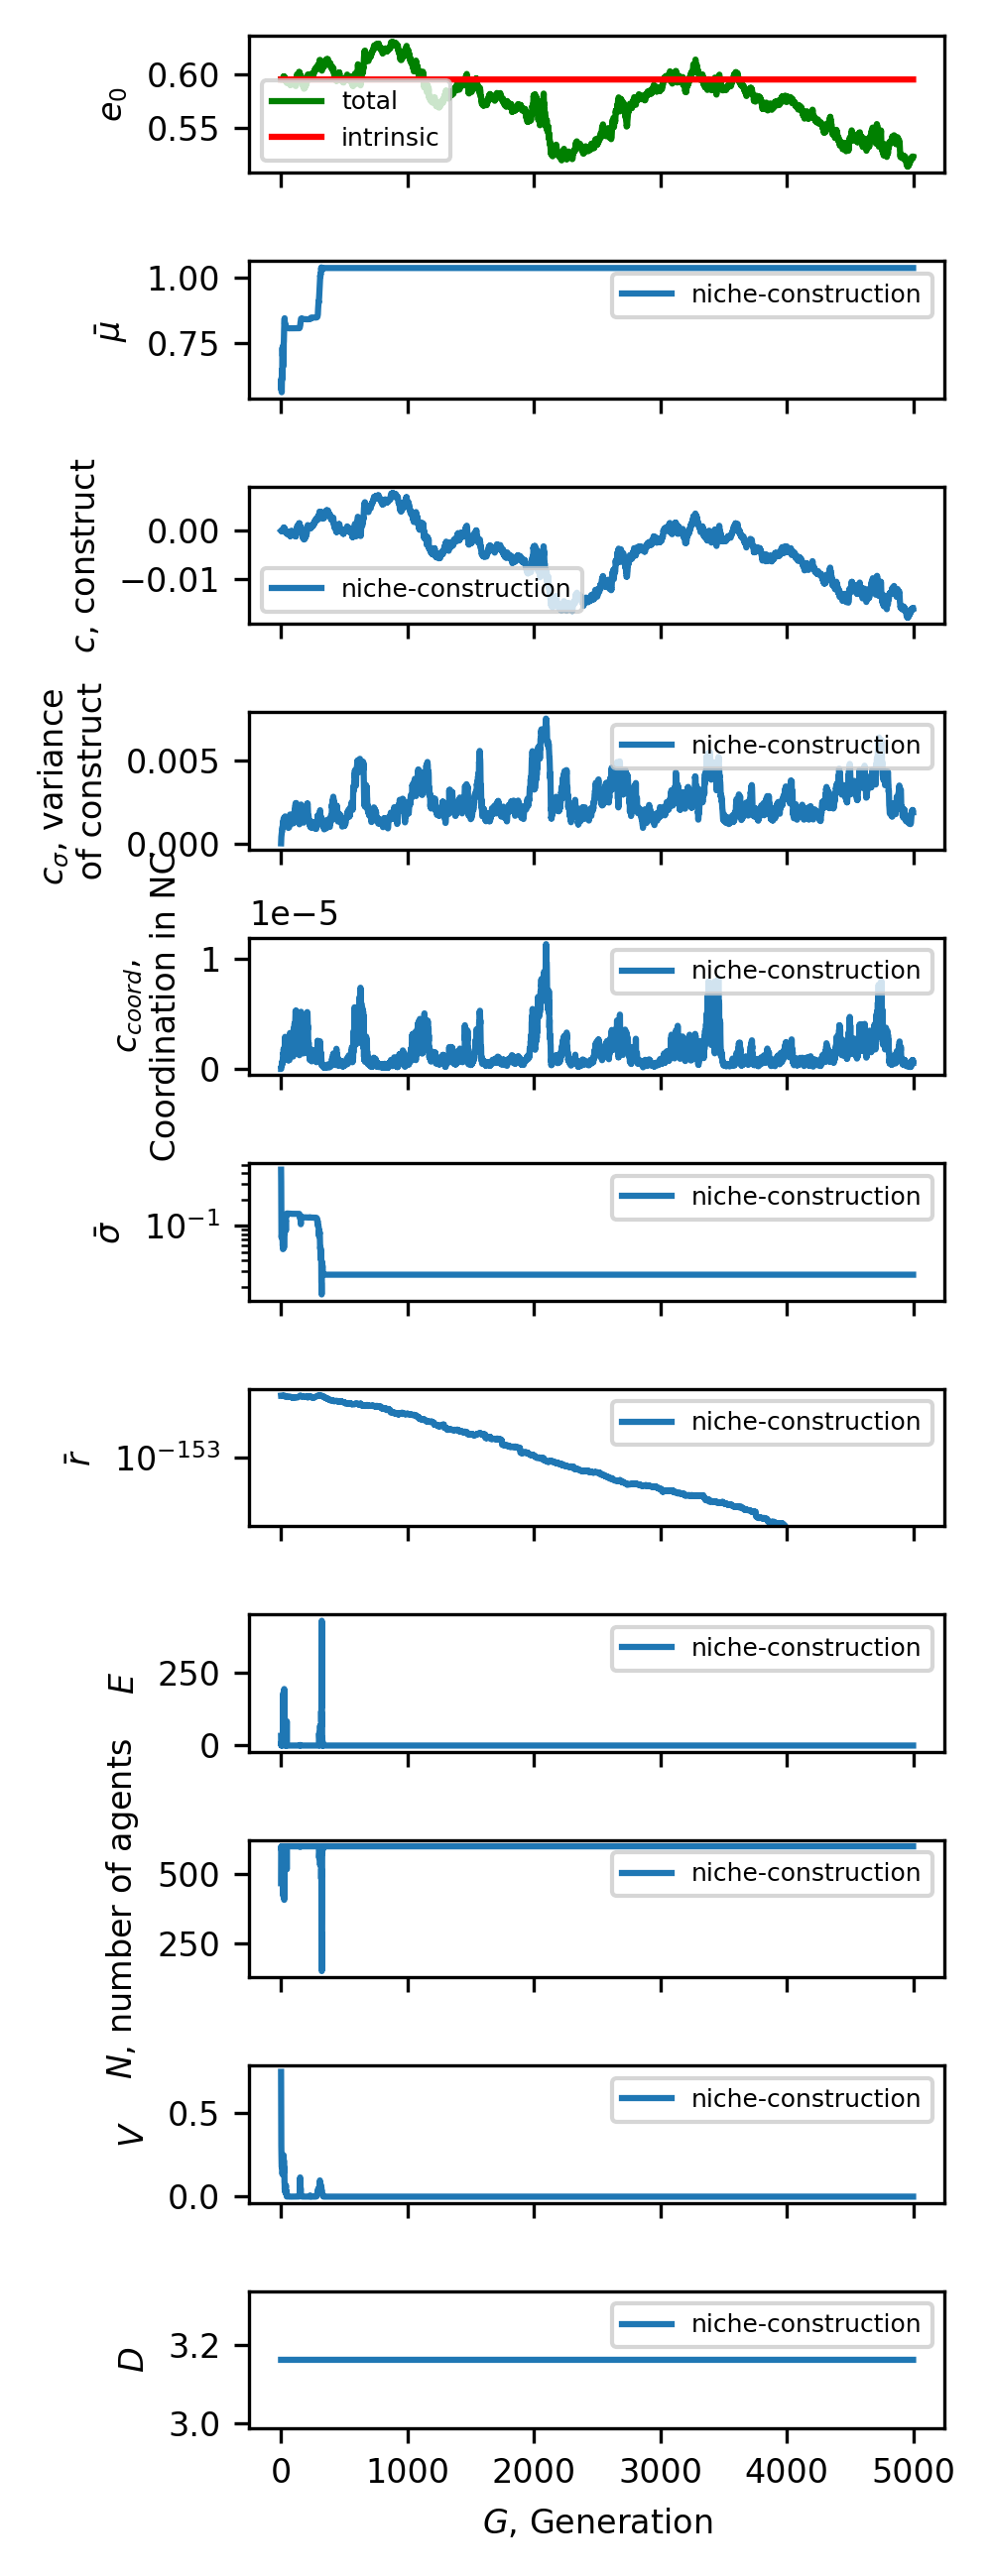 0.60
0.55
e₀
total
intrinsic
1.00
0.75
μ̄
niche-construction
0.00
−0.01
c, construct
niche-construction
0.005
0.000
c_σ, variance
of construct
niche-construction
1e−5
1
0
c_coord,
Coordination in NC
niche-construction
10⁻¹
σ̄
niche-construction
10⁻¹⁵³
r̄
niche-construction
250
0
E
niche-construction
500
250
N, number of agents
niche-construction
0.5
0.0
V
niche-construction
3.2
3.0
D
niche-construction
0 1000 2000 3000 4000 5000
G, Generation